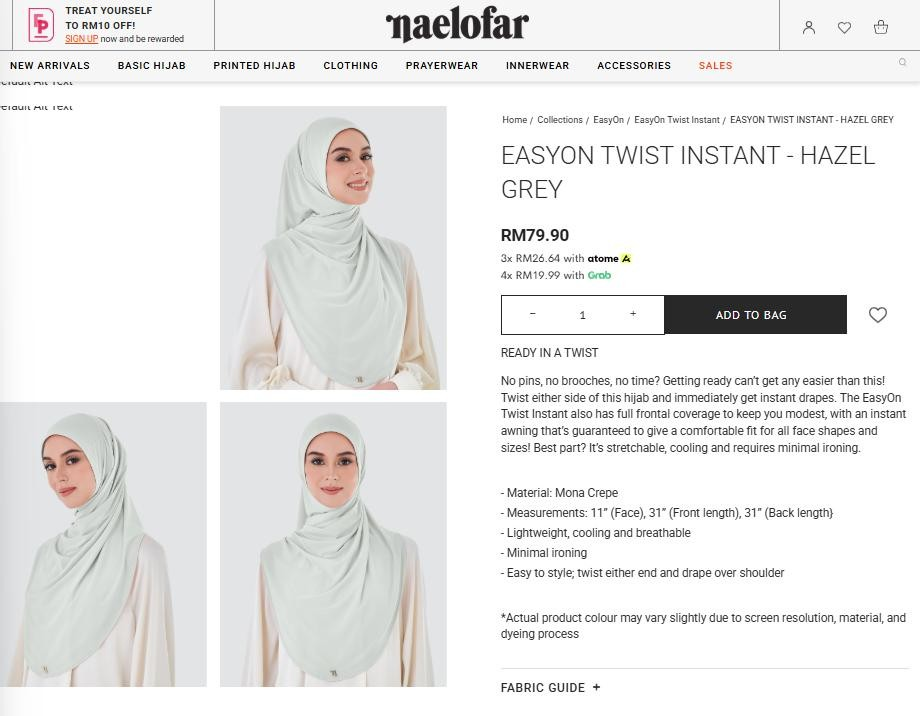 TREAT YOURSELF
TO RM10 OFF!
SIGN UP now and be rewarded
naelofar
NEW ARRIVALS BASIC HIJAB PRINTED HIJAB CLOTHING PRAYERWEAR INNERWEAR ACCESSORIES SALES
Default Alt Text
Default Alt Text
Home / Collections / EasyOn / EasyOn Twist Instant / EASYON TWIST INSTANT - HAZEL GREY
EASYON TWIST INSTANT - HAZEL
GREY
RM79.90
3x RM26.64 with atome
4x RM19.99 with Grab
− 1 + ADD TO BAG
READY IN A TWIST
No pins, no brooches, no time? Getting ready can’t get any easier than this!
Twist either side of this hijab and immediately get instant drapes. The EasyOn
Twist Instant also has full frontal coverage to keep you modest, with an instant
awning that’s guaranteed to give a comfortable fit for all face shapes and
sizes! Best part? It’s stretchable, cooling and requires minimal ironing.
- Material: Mona Crepe
- Measurements: 11” (Face), 31” (Front length), 31” (Back length}
- Lightweight, cooling and breathable
- Minimal ironing
- Easy to style; twist either end and drape over shoulder
*Actual product colour may vary slightly due to screen resolution, material, and
dyeing process
FABRIC GUIDE +